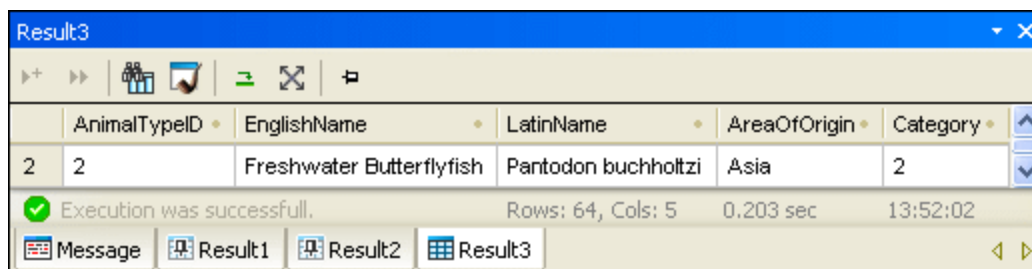 Result3
AnimalTypeID EnglishName LatinName AreaOfOrigin Category
2 2 Freshwater Butterflyfish Pantodon buchholtzi Asia 2
Execution was successful. Rows: 64, Cols: 5 0.203 sec 13:52:02
Message Result1 Result2 Result3